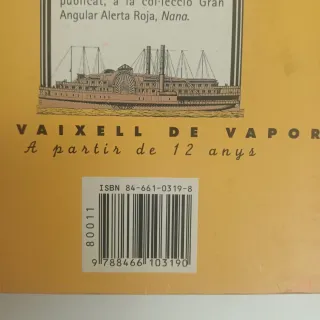 publicat, a la col·lecció Gran
Angular Alerta Roja, Nana.
VAIXELL DE VAPOR
A partir de 12 anys
ISBN 84-661-0319-8
80011
9 788466 103190